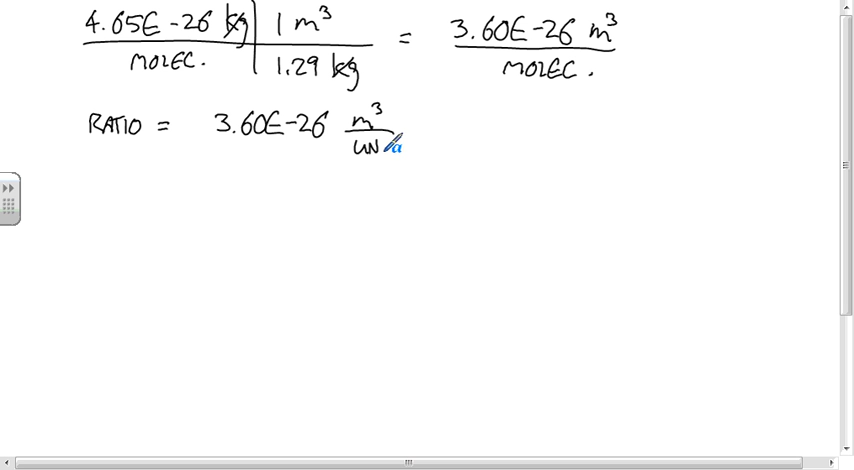 4.65E-26 kg | 1 m³ = 3.60E-26 m³
MOLEC. | 1.29 kg MOLEC.
RATIO = 3.60E-26 m³
UN